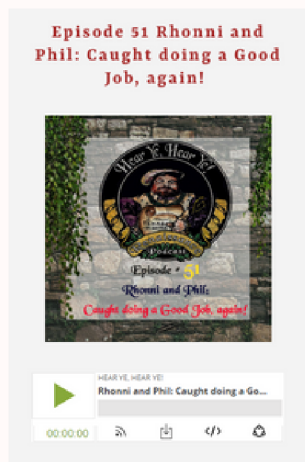 Episode 51 Rhonni and
Phil: Caught doing a Good
Job, again!
Hear Ye, Hear Ye!
Podcast
Episode # 51
Rhonni and Phil:
Caught doing a Good Job, again!
HEAR YE, HEAR YE!
Rhonni and Phil: Caught doing a Go...
00:00:00